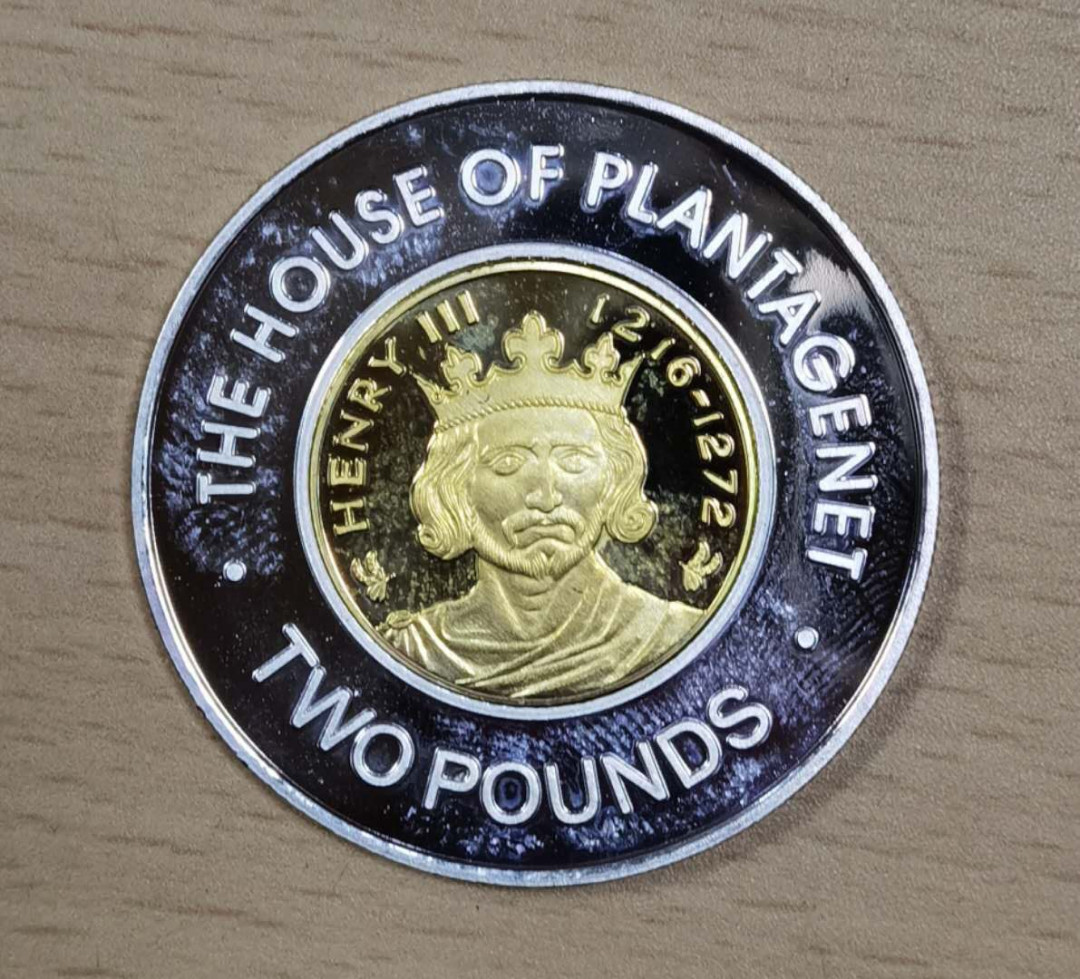 · THE HOUSE OF PLANTAGENET ·
TWO POUNDS
HENRY III 1216-1272